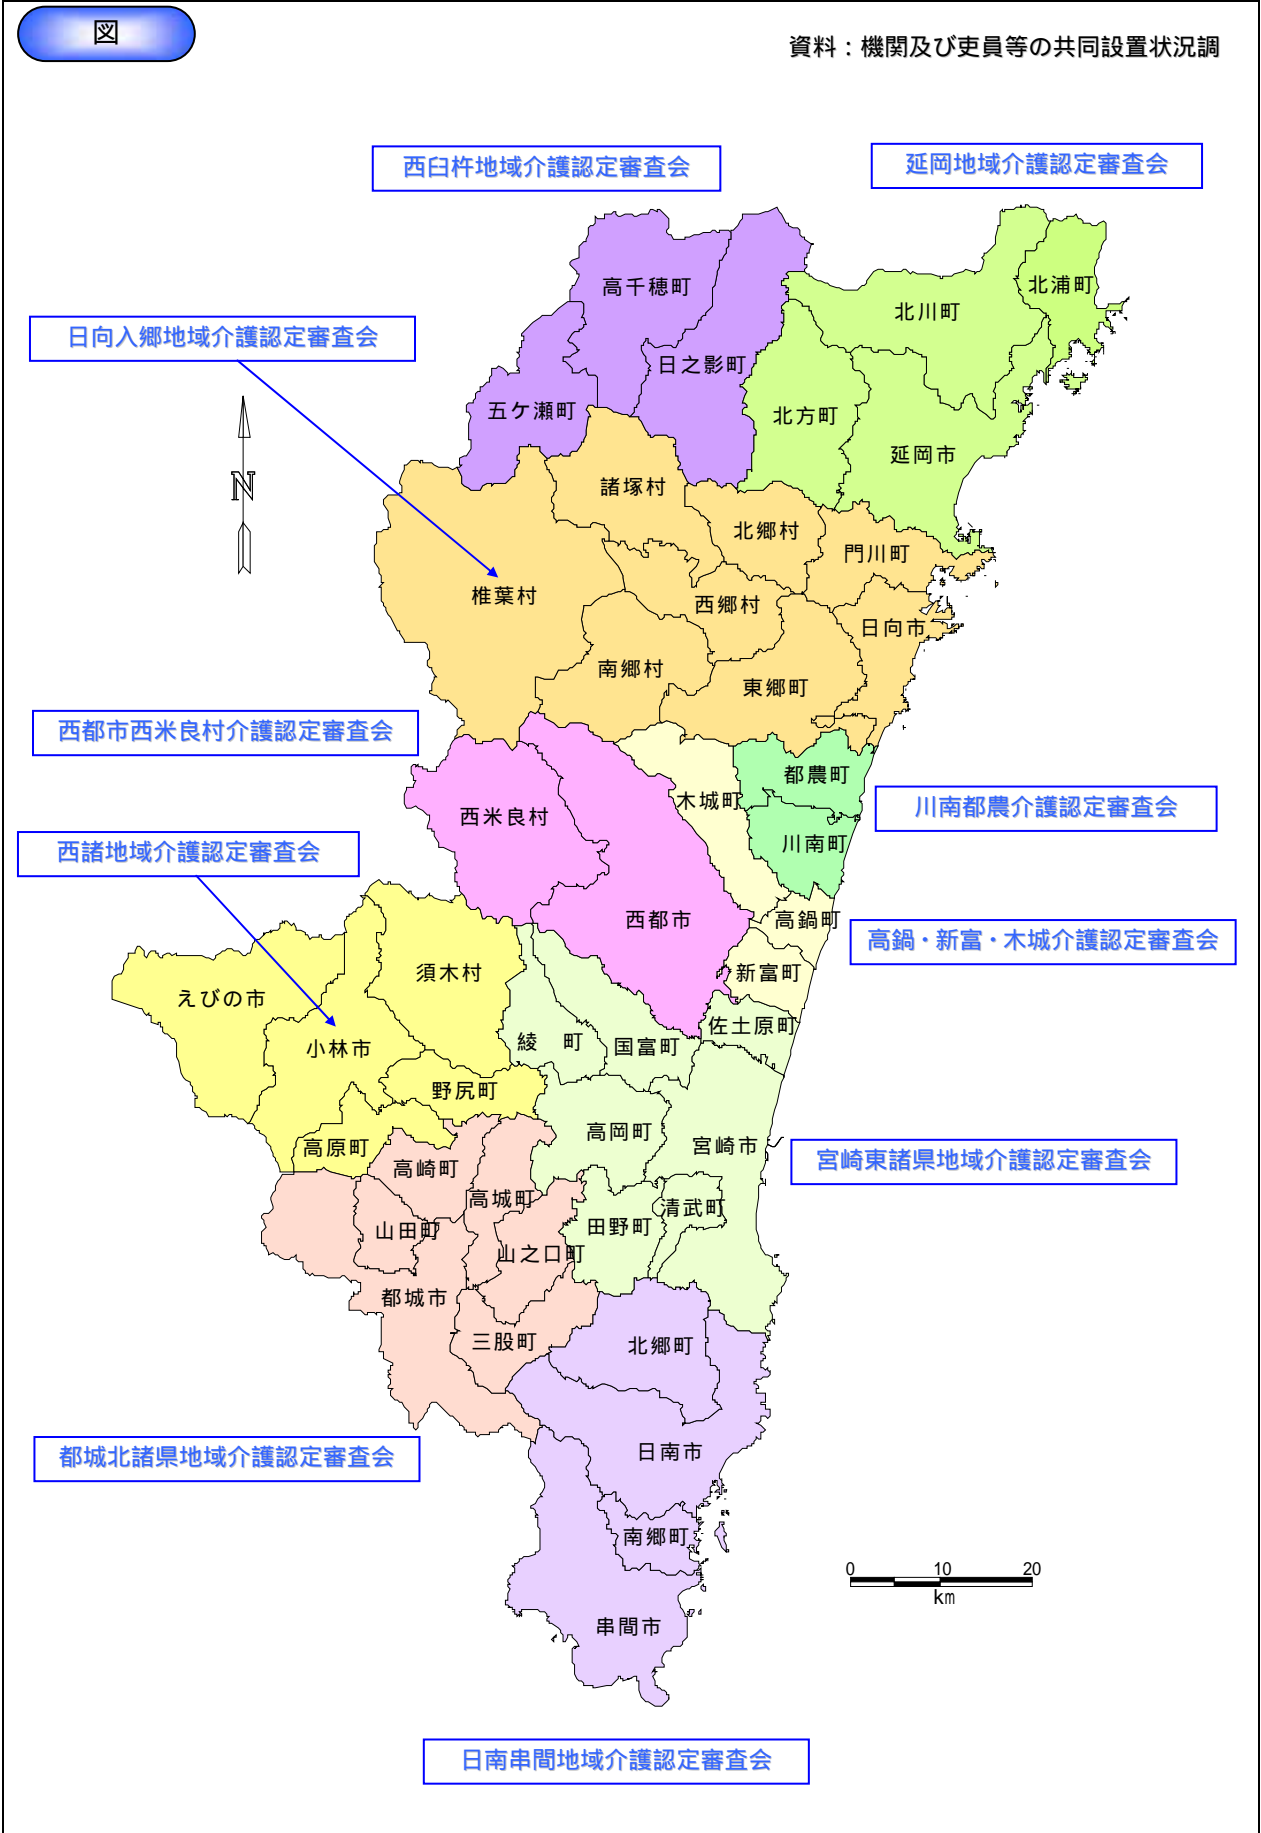 図
資料：機関及び吏員等の共同設置状況調
西臼杵地域介護認定審査会
延岡地域介護認定審査会
高千穂町
北浦町
北川町
日向入郷地域介護認定審査会
日之影町
五ケ瀬町
北方町
延岡市
N
諸塚村
北郷村
門川町
椎葉村
西郷村
日向市
南郷村
東郷町
西都市西米良村介護認定審査会
都農町
木城町
川南都農介護認定審査会
西米良村
川南町
西諸地域介護認定審査会
西都市
高鍋町
高鍋・新富・木城介護認定審査会
須木村
新富町
えびの市
佐土原町
小林市
綾　町
国富町
野尻町
高岡町
宮崎市
高原町
宮崎東諸県地域介護認定審査会
高崎町
高城町
清武町
山田町
田野町
山之口町
都城市
三股町
北郷町
都城北諸県地域介護認定審査会
日南市
南郷町
0 10 20
km
串間市
日南串間地域介護認定審査会